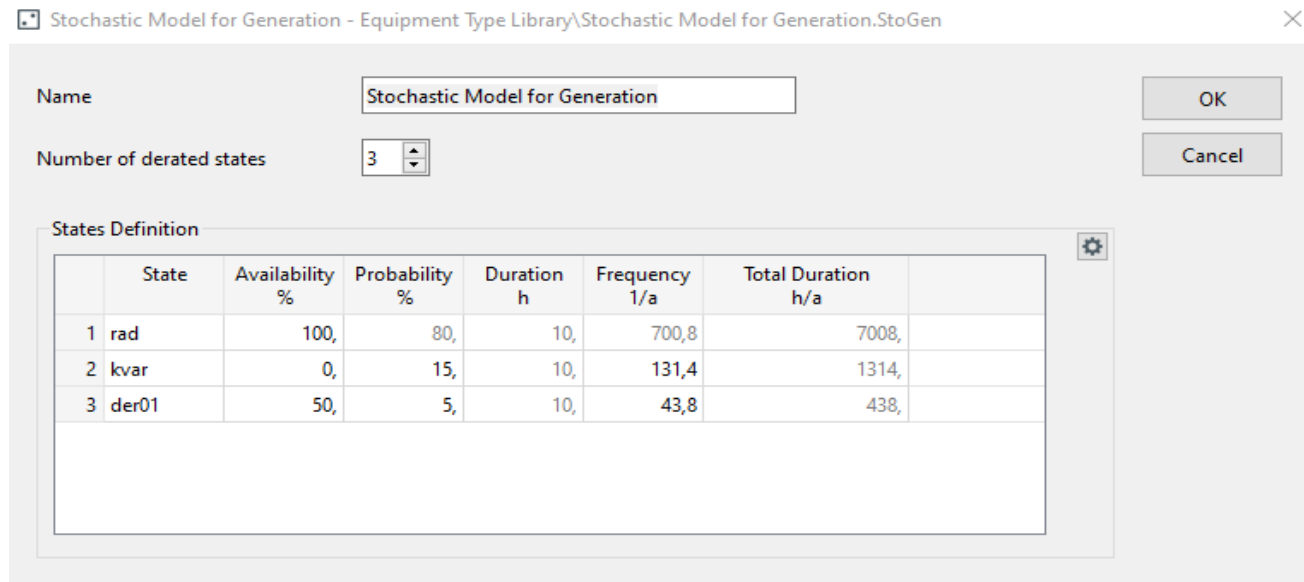 Stochastic Model for Generation - Equipment Type Library\Stochastic Model for Generation.StoGen
Name Stochastic Model for Generation OK
Number of derated states 3 Cancel
States Definition
State Availability Probability Duration Frequency Total Duration
% % h 1/a h/a
1 rad 100, 80, 10, 700,8 7008,
2 kvar 0, 15, 10, 131,4 1314,
3 der01 50, 5, 10, 43,8 438,